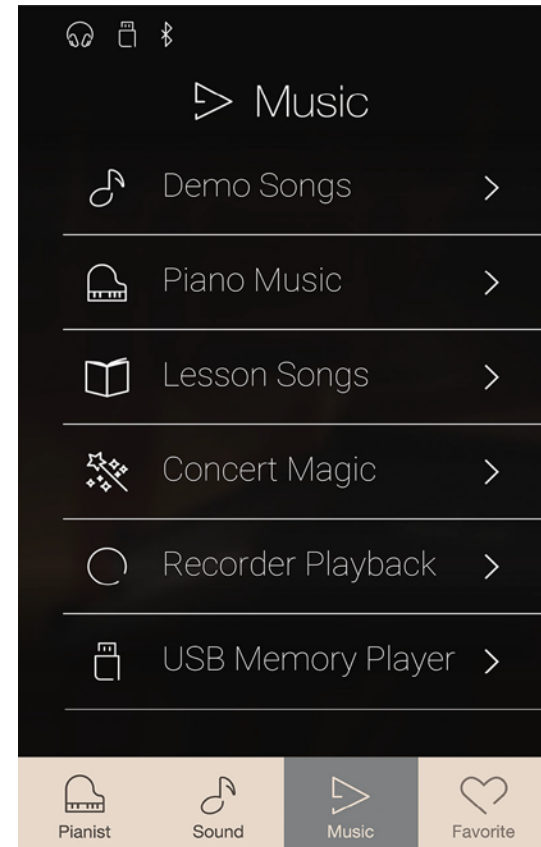 Music
Demo Songs
Piano Music
Lesson Songs
Concert Magic
Recorder Playback
USB Memory Player
Pianist Sound Music Favorite